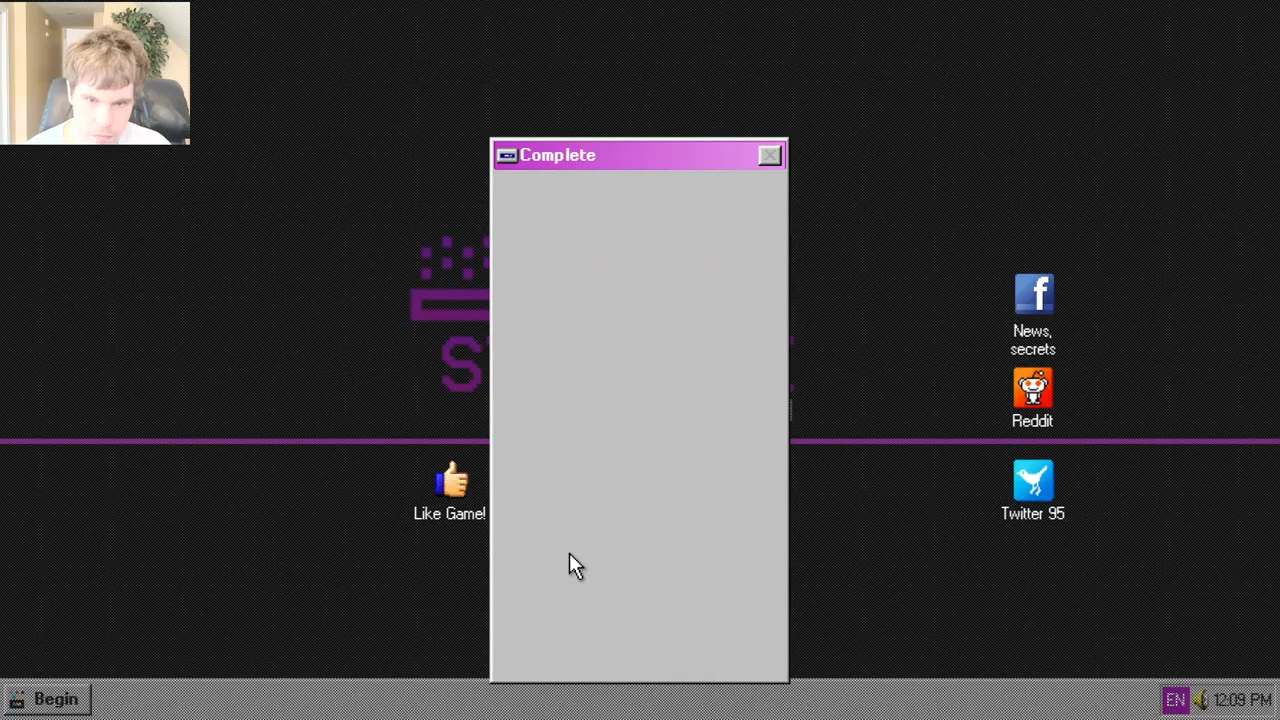 Complete
S
News,
secrets
Reddit
Like Game!
Twitter 95
Begin
EN
12:09 PM